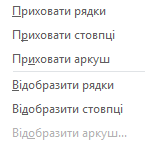 Приховати рядки
Приховати стовпці
Приховати аркуш
Відобразити рядки
Відобразити стовпці
Відобразити аркуш...